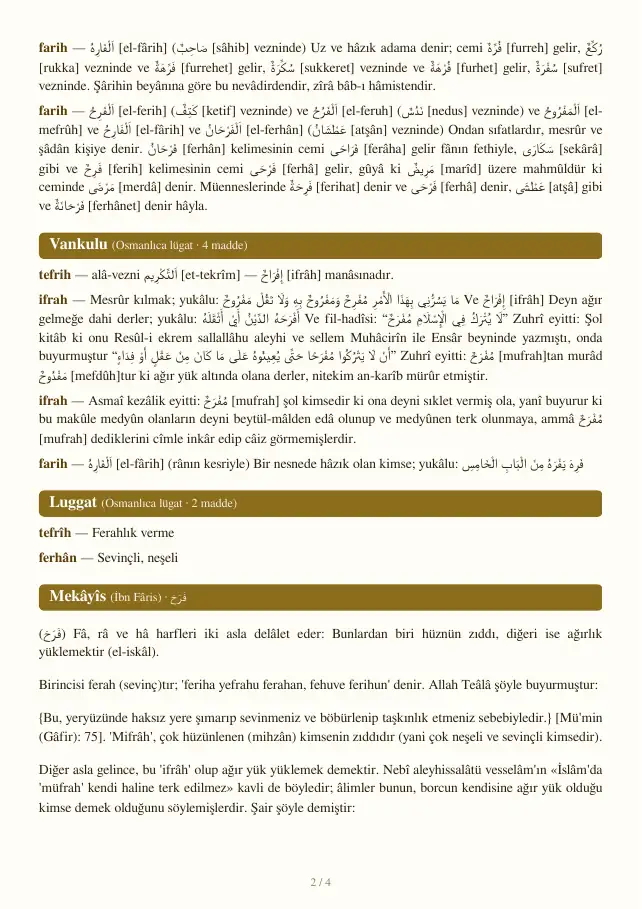 farih — اَلْفَارِهُ [el-fârih] (صَاحِبٌ [sâhib] vezninde) Uz ve hâzık adama denir; cemi فُرَّهٌ [furreh] gelir, رُكَّعٌ
[rukka] vezninde ve فُرَّهَةٌ [furrehet] gelir, سُكَّرَةٌ [sukkeret] vezninde ve فُرْهَةٌ [furhet] gelir, سُفْرَةٌ [sufret]
vezninde. Şârihin beyânına göre bu nevâdirdendir, zîrâ bâb-ı hâmistendir.
farih — اَلْفَرِحُ [el-ferih] (كَتِفٌ [ketif] vezninde) ve اَلْفَرُحُ [el-feruh] (نَدُسٌ [nedus] vezninde) ve اَلْمَفْرُوحُ [el-
mefrûh] ve اَلْفَارِحُ [el-fârih] ve اَلْفَرْحَانُ [el-ferhân] (عَطْشَانُ [atşân] vezninde) Ondan sıfatlardır, mesrûr ve
şâdân kişiye denir. فَرْحَانُ [ferhân] kelimesinin cemi فَرَاحَى [ferâha] gelir fânın fethiyle, سَكَارَى [sekârâ]
gibi ve فَرِحٌ [ferih] kelimesinin cemi فَرْحَى [ferhâ] gelir, gûyâ ki مَرِيضٌ [marîd] üzere mahmûldür ki
ceminde مَرْضَى [merdâ] denir. Müenneslerinde فَرِحَةٌ [ferihat] denir ve فَرْحَى [ferhâ] denir, عَطْشَى [atşâ] gibi
ve فَرْحَانَةٌ [ferhânet] denir hâyla.
Vankulu (Osmanlıca lügat · 4 madde)
tefrih — alâ-vezni اَلتَّكْرِيم [et-tekrîm] — إِفْرَاحٌ [ifrâh] manâsınadır.
ifrah — Mesrûr kılmak; yukâlu: مَا يَسُرُّنِي بِهَذَا الْأَمْرِ مُفْرِحٌ وَمَفْرُوحٌ بِهِ وَلَا تَقُلْ مَفْرُوحٌ Ve إِفْرَاحٌ [ifrâh] Deyn ağır
gelmeğe dahi derler; yukâlu: أَفْرَحَهُ الدَّيْنُ أَيْ أَثْقَلَهُ Ve fil-hadîsi: “لَا يُتْرَكُ فِي الْإِسْلَامِ مُفْرَحٌ” Zuhrî eyitti: Şol
kitâb ki onu Resûl-i ekrem sallallâhu aleyhi ve sellem Muhâcirîn ile Ensâr beyninde yazmıştı, onda
buyurmuştur “أَن لَا يَتْرُكُوا مُفْرَحًا حَتَّى يُعِينُوهُ عَلَى مَا كَانَ مِنْ عَقْلٍ أَوْ فِدَاءٍ” Zuhrî eyitti: مُفْرَحٌ [mufrah]tan murâd
مَفْدُوحٌ [mefdûh]tur ki ağır yük altında olana derler, nitekim an-karîb mürûr etmiştir.
ifrah — Asmaî kezâlik eyitti: مُفْرَحٌ [mufrah] şol kimsedir ki ona deyni sıklet vermiş ola, yanî buyurur ki
bu makûle medyûn olanların deyni beytül-mâlden edâ olunup ve medyûnen terk olunmaya, ammâ مُفْرَجٌ
[mufrah] dediklerini cîmle inkâr edip câiz görmemişlerdir.
farih — اَلْفَارِهُ [el-fârih] (rânın kesriyle) Bir nesnede hâzık olan kimse; yukâlu: فَرِهَ يَفْرَهُ مِنَ الْبَابِ الْخَامِسِ
Luggat (Osmanlıca lügat · 2 madde)
tefrîh — Ferahlık verme
ferhân — Sevinçli, neşeli
Mekâyîs (İbn Fâris) · فَرَحَ
(فَرَحَ) Fâ, râ ve hâ harfleri iki asla delâlet eder: Bunlardan biri hüznün zıddı, diğeri ise ağırlık
yüklemektir (el-iskâl).
Birincisi ferah (sevinç)tır; 'feriha yefrahu ferahan, fehuve ferihun' denir. Allah Teâlâ şöyle buyurmuştur:
{Bu, yeryüzünde haksız yere şımarıp sevinmeniz ve böbürlenip taşkınlık etmeniz sebebiyledir.} [Mü'min
(Gâfir): 75]. 'Mifrâh', çok hüzünlenen (mihzân) kimsenin zıddıdır (yani çok neşeli ve sevinçli kimsedir).
Diğer asla gelince, bu 'ifrâh' olup ağır yük yüklemek demektir. Nebî aleyhissalâtü vesselâm'ın «İslâm'da
'müfrah' kendi haline terk edilmez» kavli de böyledir; âlimler bunun, borcun kendisine ağır yük olduğu
kimse demek olduğunu söylemişlerdir. Şair şöyle demiştir:
2 / 4